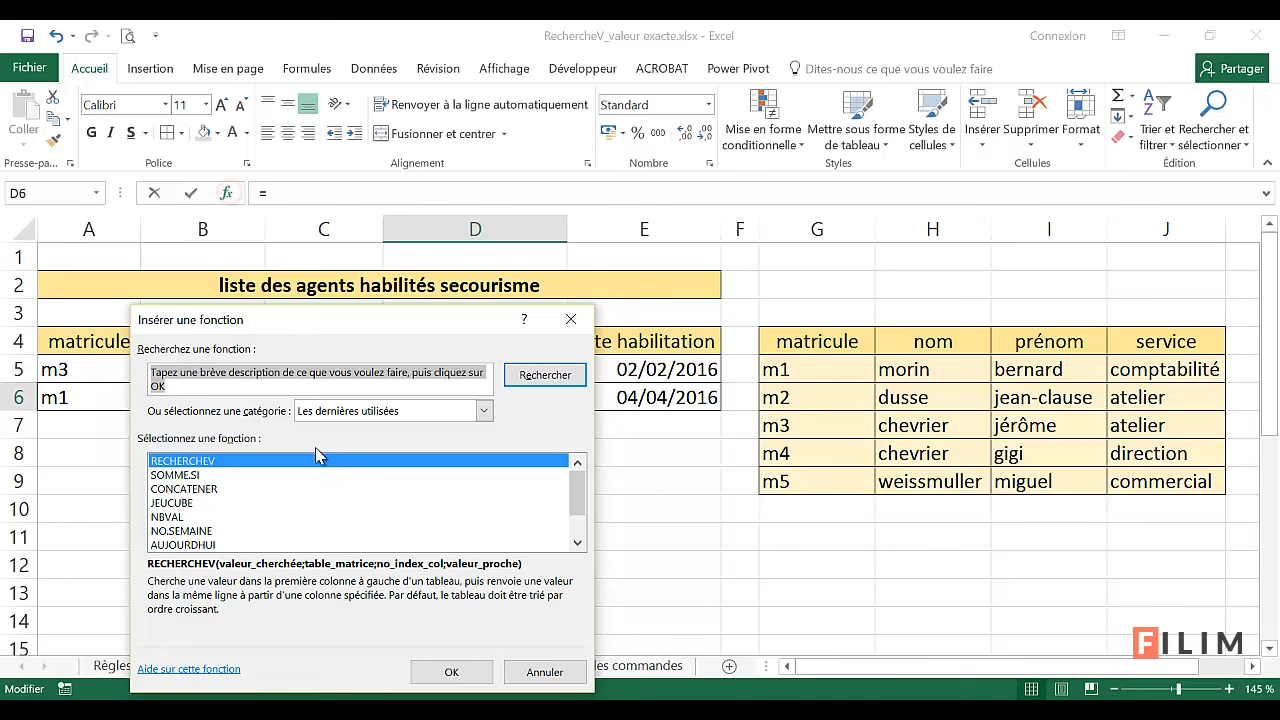 RechercheV_valeur exacte.xlsx - Excel
Connexion
Fichier
Accueil
Insertion
Mise en page
Formules
Données
Révision
Affichage
Développeur
ACROBAT
Power Pivot
Dites-nous ce que vous voulez faire
Partager
Coller
Calibri
11
Renvoyer à la ligne automatiquement
Fusionner et centrer
Standard
Mise en forme conditionnelle
Mettre sous forme de tableau
Styles de cellules
Insérer
Supprimer
Format
Trier et filtrer
Rechercher et sélectionner
Presse-pa...
Police
Alignement
Nombre
Styles
Cellules
Édition
D6
fx
=
A B C D E F G H I J
1
2 liste des agents habilités secourisme
3
4 matricule te habilitation matricule nom prénom service
5 m3 02/02/2016 m1 morin bernard comptabilité
6 m1 04/04/2016 m2 dusse jean-clause atelier
7 m3 chevrier jérôme atelier
8 m4 chevrier gigi direction
9 m5 weissmuller miguel commercial
10
11
12
13
14
15
Insérer une fonction
?
Recherchez une fonction :
Tapez une brève description de ce que vous voulez faire, puis cliquez sur
OK
Rechercher
Ou sélectionnez une catégorie :
Les dernières utilisées
Sélectionnez une fonction :
RECHERCHEV
SOMME.SI
CONCATENER
JEUCUBE
NBVAL
NO.SEMAINE
AUJOURDHUI
RECHERCHEV(valeur_cherchée;table_matrice;no_index_col;valeur_proche)
Cherche une valeur dans la première colonne à gauche d'un tableau, puis renvoie une valeur
dans la même ligne à partir d'une colonne spécifiée. Par défaut, le tableau doit être trié par
ordre croissant.
Aide sur cette fonction
OK
Annuler
Règles
les commandes
FILIM
Modifier
145 %